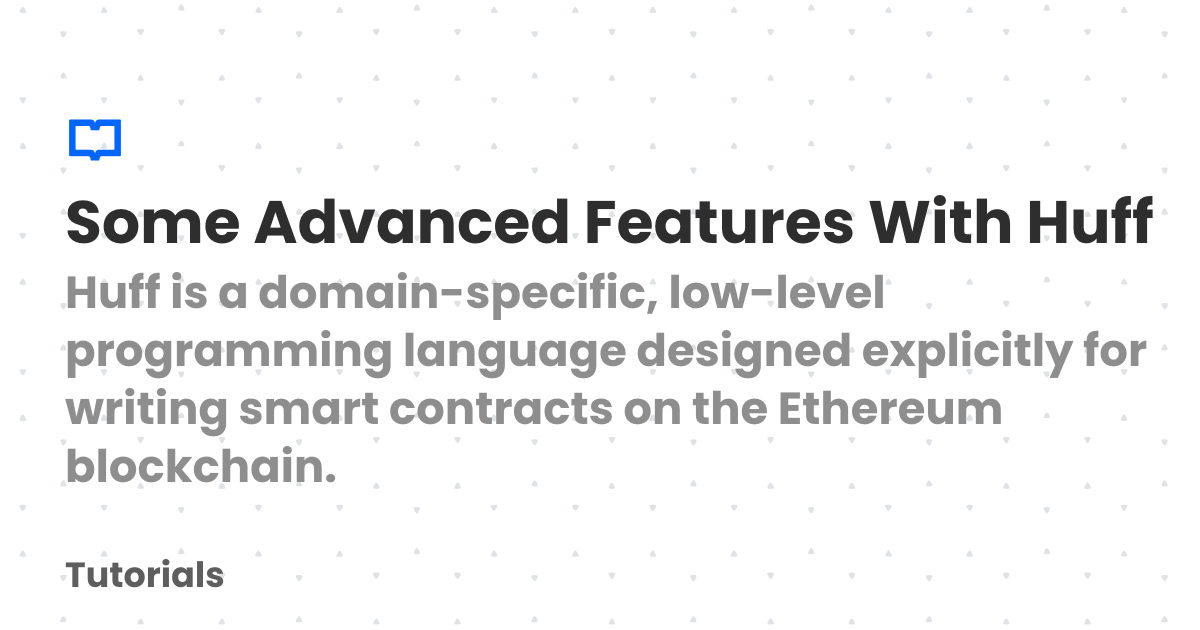 Some Advanced Features With Huff
Huff is a domain-specific, low-level
programming language designed explicitly for
writing smart contracts on the Ethereum
blockchain.
Tutorials